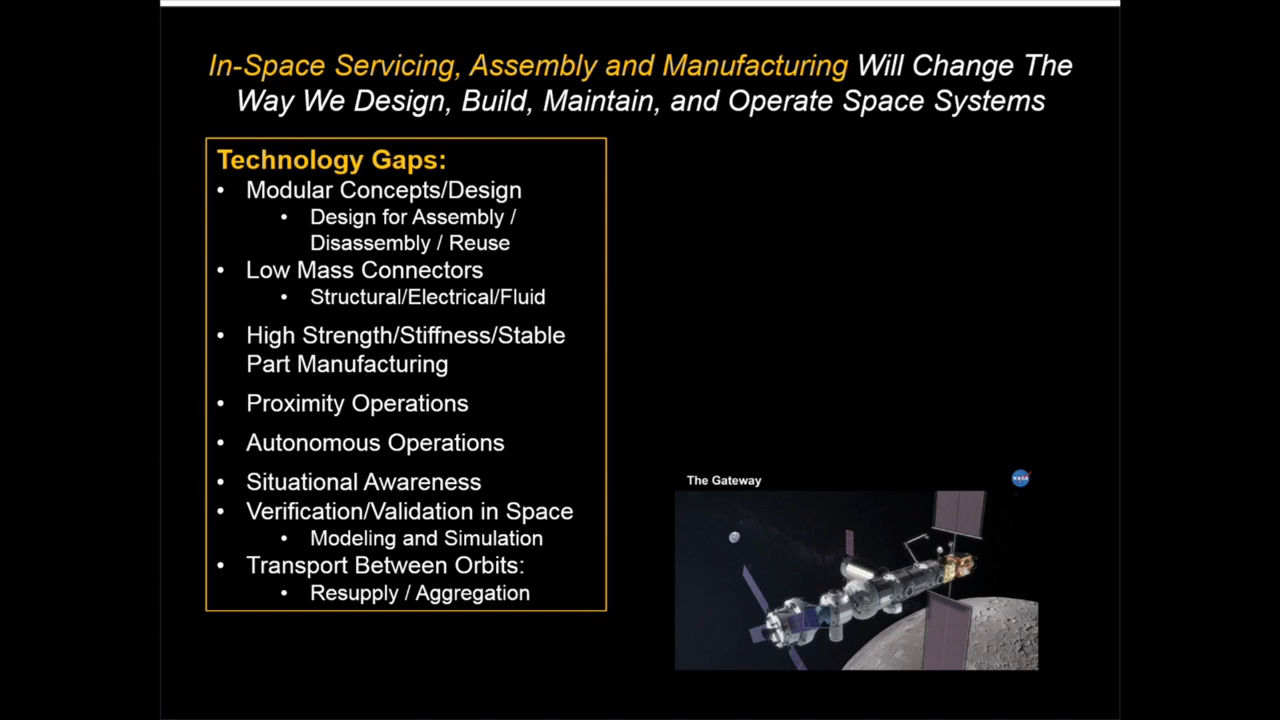 In-Space Servicing, Assembly and Manufacturing Will Change The
Way We Design, Build, Maintain, and Operate Space Systems
Technology Gaps:
• Modular Concepts/Design
• Design for Assembly /
Disassembly / Reuse
• Low Mass Connectors
• Structural/Electrical/Fluid
• High Strength/Stiffness/Stable
Part Manufacturing
• Proximity Operations
• Autonomous Operations
• Situational Awareness
• Verification/Validation in Space
• Modeling and Simulation
• Transport Between Orbits:
• Resupply / Aggregation
The Gateway
NASA